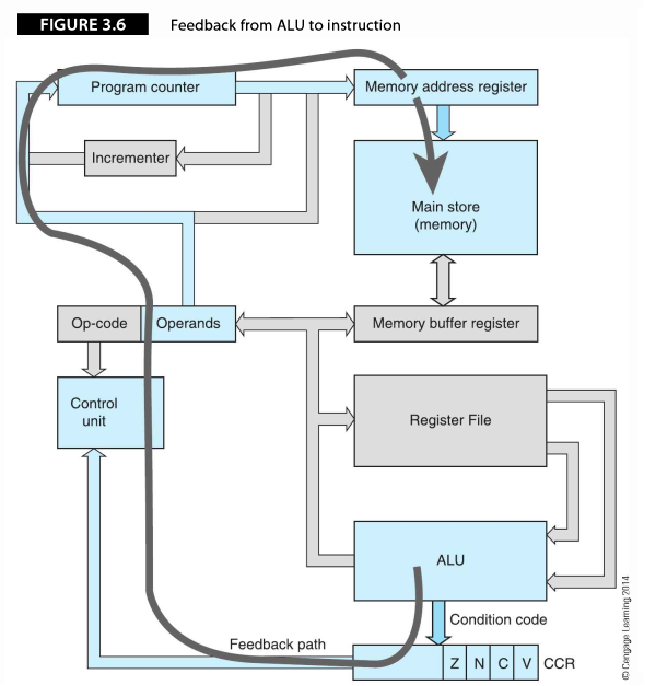 FIGURE 3.6 Feedback from ALU to instruction
Program counter
Memory address register
Incrementer
Main store
(memory)
Op-code
Operands
Memory buffer register
Control
unit
Register File
ALU
Condition code
Feedback path
Z N C V CCR
© Cengage Learning 2014